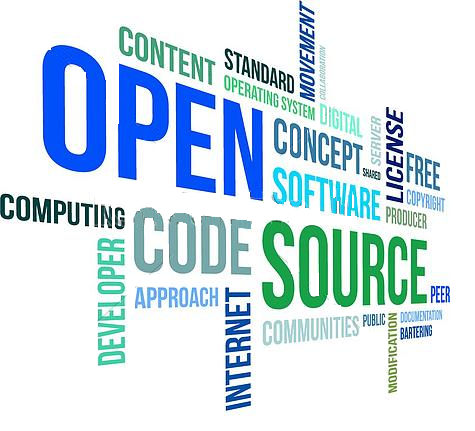 MOVEMENT
COLLABORATION
CONTENT
STANDARD
OPEN
OPERATING SYSTEM
DIGITAL
CONCEPT
SHARED
SERVER
LICENSE
FREE
COPYRIGHT
SOFTWARE
PRODUCER
COMPUTING
CODE
SOURCE
DEVELOPER
APPROACH
INTERNET
PEER
COMMUNITIES
PUBLIC
DOCUMENTATION
BARTERING
MODIFICATION